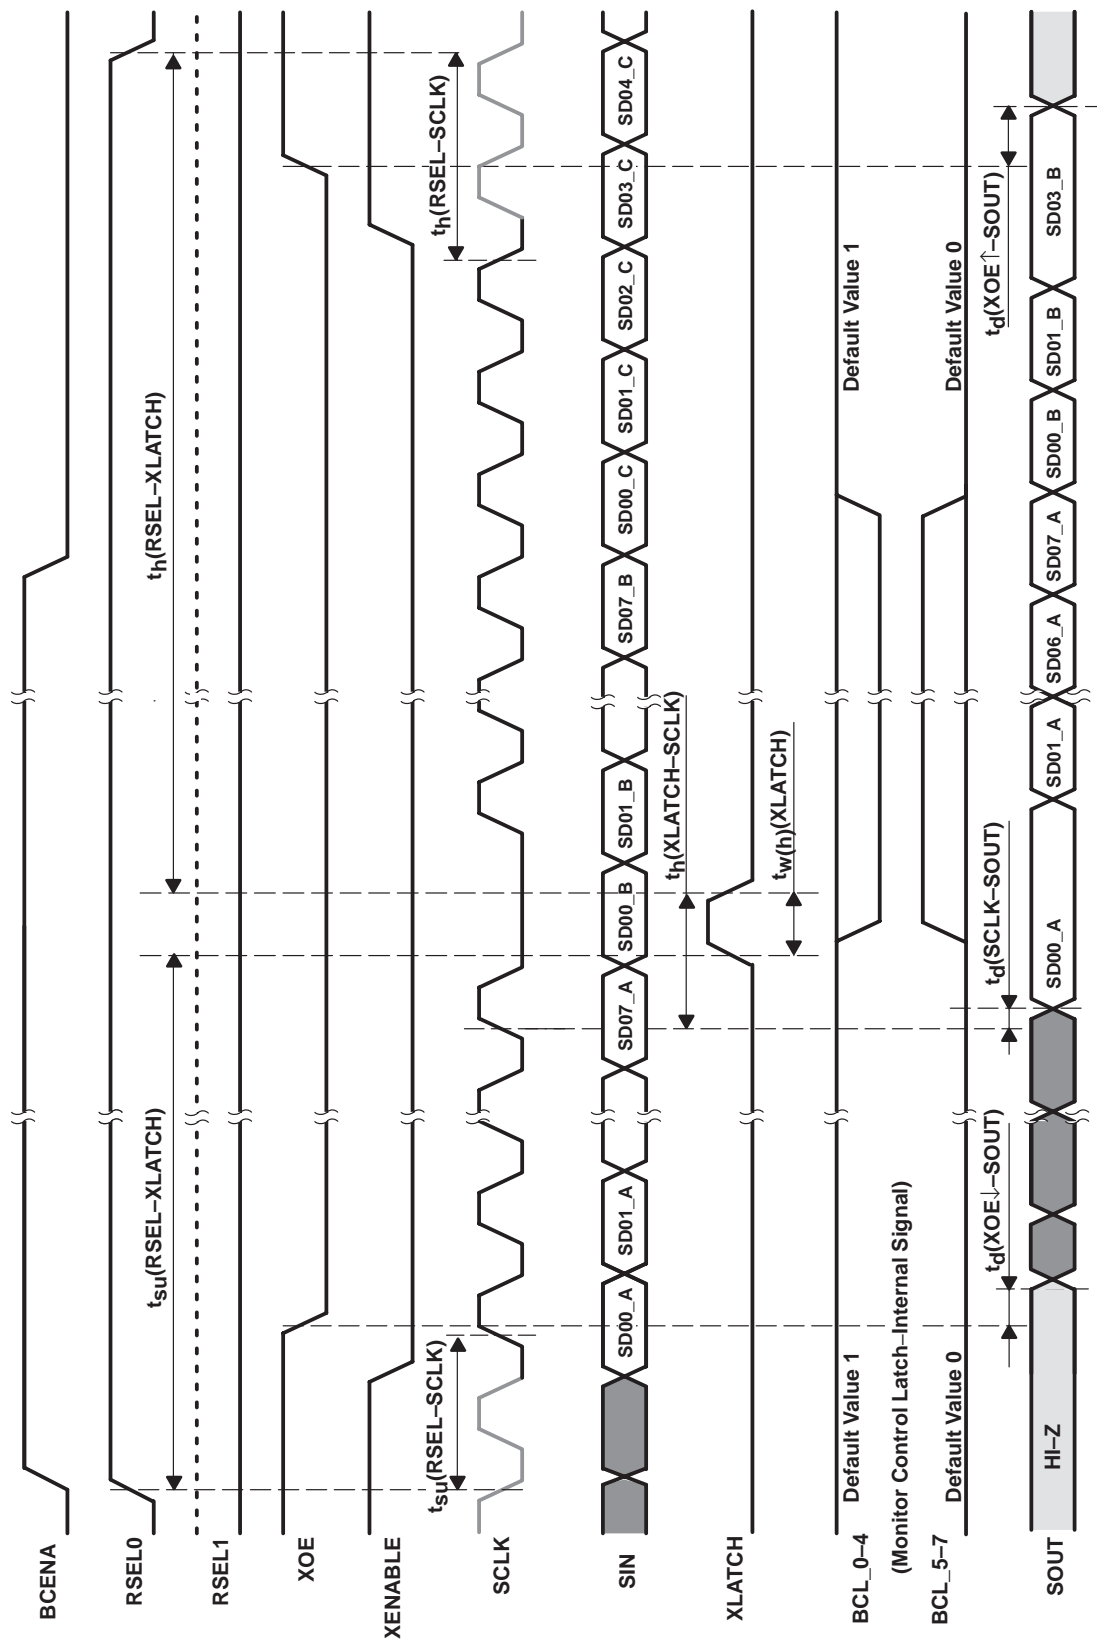 BCENA
RSEL0
tsu(RSEL–XLATCH)
th(RSEL–XLATCH)
RSEL1
XOE
XENABLE
tsu(RSEL–SCLK)
th(RSEL–SCLK)
SCLK
SIN
SD00_A
SD01_A
SD07_A
SD00_B
SD01_B
SD07_B
SD00_C
SD01_C
SD02_C
SD03_C
SD04_C
th(XLATCH–SCLK)
XLATCH
tw(h)(XLATCH)
BCL_0–4
Default Value 1
Default Value 1
(Monitor Control Latch–Internal Signal)
BCL_5–7
Default Value 0
Default Value 0
td(XOE↓–SOUT)
td(SCLK–SOUT)
td(XOE↑–SOUT)
SOUT
HI–Z
SD00_A
SD01_A
SD06_A
SD07_A
SD00_B
SD01_B
SD03_B